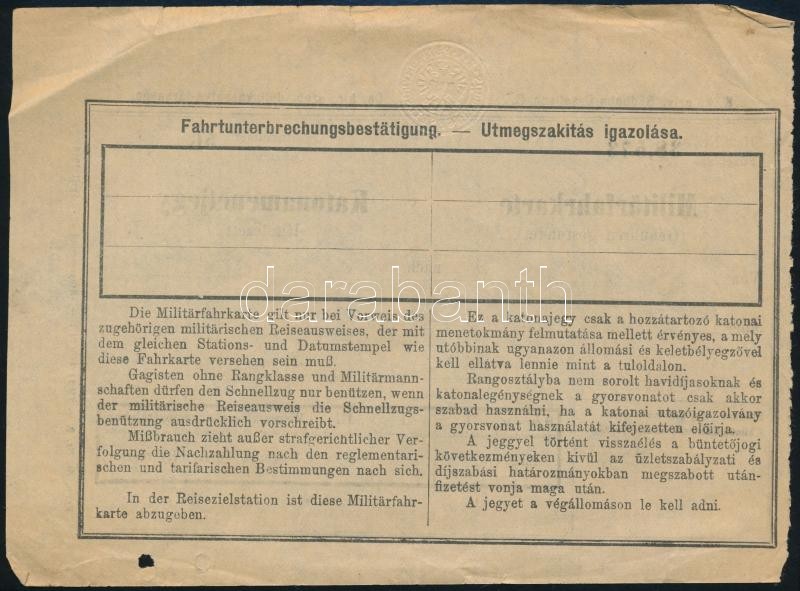 Fahrtunterbrechungsbestätigung. — Utmegszakitás igazolása.
Die Militärfahrkarte gilt nur bei Vorweis des
zugehörigen militärischen Reiseausweises, der mit
dem gleichen Stations- und Datumstempel wie
diese Fahrkarte versehen sein muß.
Gagisten ohne Rangklasse und Militärmann-
schaften dürfen den Schnellzug nur benützen, wenn
der militärische Reiseausweis die Schnellzugs-
benützung ausdrücklich vorschreibt.
Mißbrauch zieht außer strafgerichtlicher Ver-
folgung die Nachzahlung nach den reglementari-
schen und tarifarischen Bestimmungen nach sich.
In der Reisezielstation ist diese Militärfahr-
karte abzugeben.
Ez a katonajegy csak a hozzátartozó katonai
menetokmány felmutatása mellett érvényes, a mely
utóbbinak ugyanazon állomási és keletbélyegzővel
kell ellátva lennie mint a tuloldalon.
Rangosztályba nem sorolt havidíjasoknak és
katonalegénységnek a gyorsvonatot csak akkor
szabad használni, ha a katonai utazóigazolvány
a gyorsvonat használatát kifejezetten előírja.
A jeggyel történt visszaélés a büntetőjogi
következményeken kívül az üzletszabályzati és
díjszabási határozmányokban megszabott után-
fizetést vonja maga után.
A jegyet a végállomáson le kell adni.
darabanth